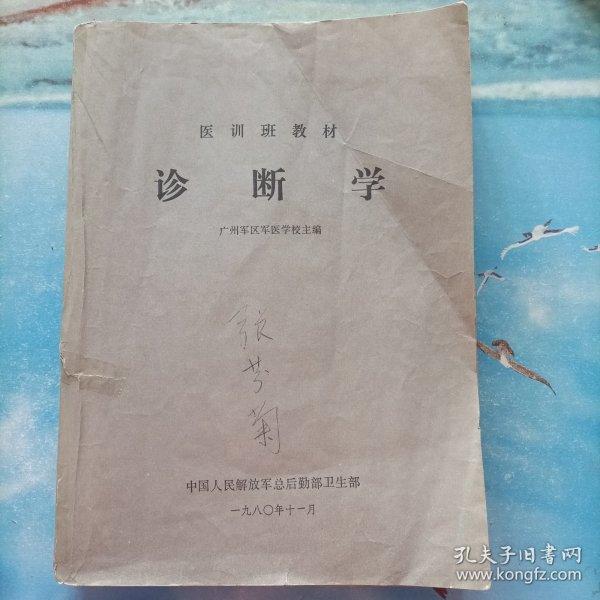 医训班教材
诊断学
广州军区军医学校主编
张芬菊
中国人民解放军总后勤部卫生部
一九八〇年十一月
孔夫子旧书网
www.kongfz.com